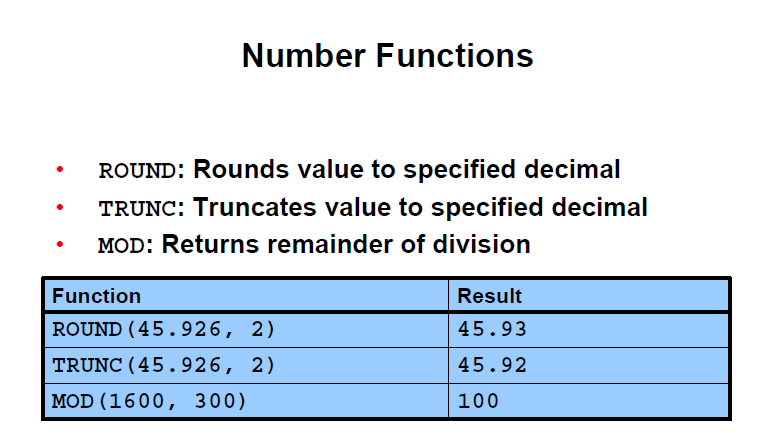 Number Functions
• ROUND: Rounds value to specified decimal
• TRUNC: Truncates value to specified decimal
• MOD: Returns remainder of division
Function Result
ROUND(45.926, 2) 45.93
TRUNC(45.926, 2) 45.92
MOD(1600, 300) 100